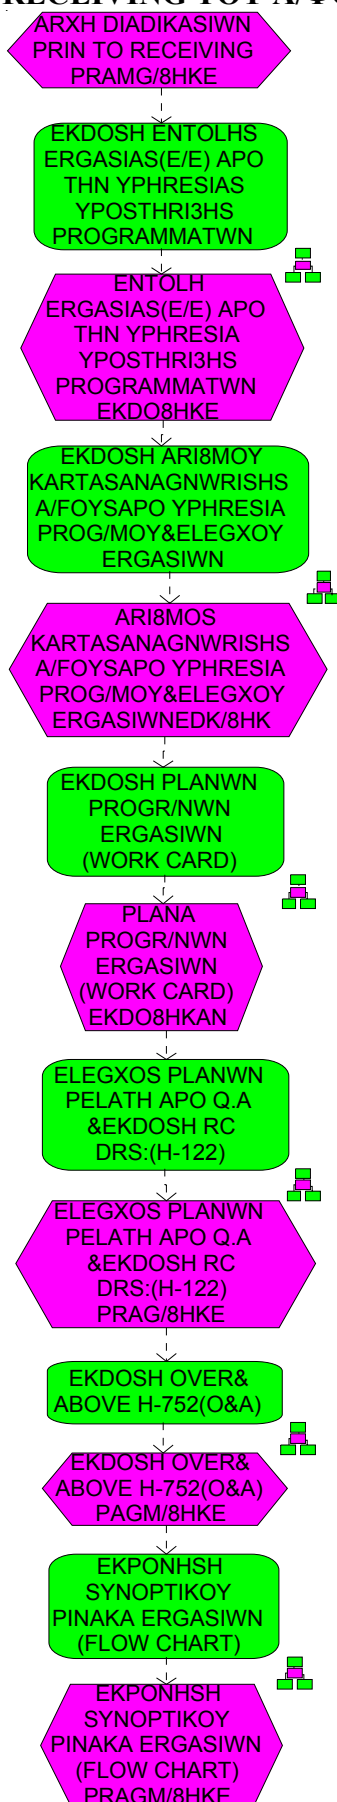 ARXH DIADIKASIWN
PRIN TO RECEIVING
PRAMG/8HKE
EKDOSH ENTOLHS
ERGASIAS(E/E) APO
THN YPHRESIAS
YPOSTHRI3HS
PROGRAMMATWN
ENTOLH
ERGASIAS(E/E) APO
THN YPHRESIA
YPOSTHRI3HS
PROGRAMMATWN
EKDO8HKE
EKDOSH ARI8MOY
KARTASANAGNWRISHS
A/FOYSAPO YPHRESIA
PROG/MOY&ELEGXOY
ERGASIWN
ARI8MOS
KARTASANAGNWRISHS
A/FOYSAPO YPHRESIA
PROG/MOY&ELEGXOY
ERGASIWNEDK/8HK
EKDOSH PLANWN
PROGR/NWN
ERGASIWN
(WORK CARD)
PLANA
PROGR/NWN
ERGASIWN
(WORK CARD)
EKDO8HKAN
ELEGXOS PLANWN
PELATH APO Q.A
&EKDOSH RC
DRS:(H-122)
ELEGXOS PLANWN
PELATH APO Q.A
&EKDOSH RC
DRS:(H-122)
PRAG/8HKE
EKDOSH OVER&
ABOVE H-752(O&A)
EKDOSH OVER&
ABOVE H-752(O&A)
PAGM/8HKE
EKPONHSH
SYNOPTIKOY
PINAKA ERGASIWN
(FLOW CHART)
EKPONHSH
SYNOPTIKOY
PINAKA ERGASIWN
(FLOW CHART)
PRAGM/8HKE